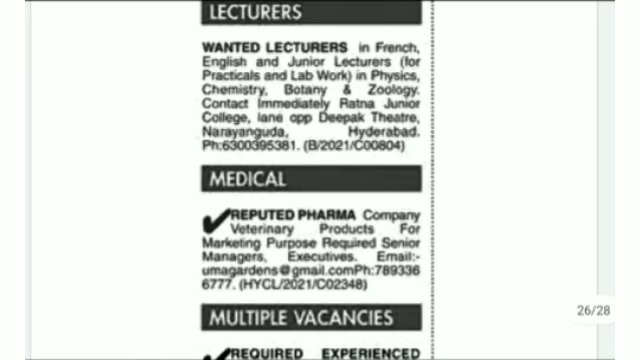 LECTURERS
WANTED LECTURERS in French,
English and Junior Lecturers (for
Practicals and Lab Work) in Physics,
Chemistry, Botany & Zoology.
Contact Immediately Ratna Junior
College, lane opp Deepak Theatre,
Narayanguda, Hyderabad.
Ph:6300395381. (B/2021/C00804)
MEDICAL
REPUTED PHARMA Company
Veterinary Products For
Marketing Purpose Required Senior
Managers, Executives. Email:-
umagardens@gmail.comPh:789336
6777. (HYCL/2021/C02348)
MULTIPLE VACANCIES
REQUIRED EXPERIENCED
26/28